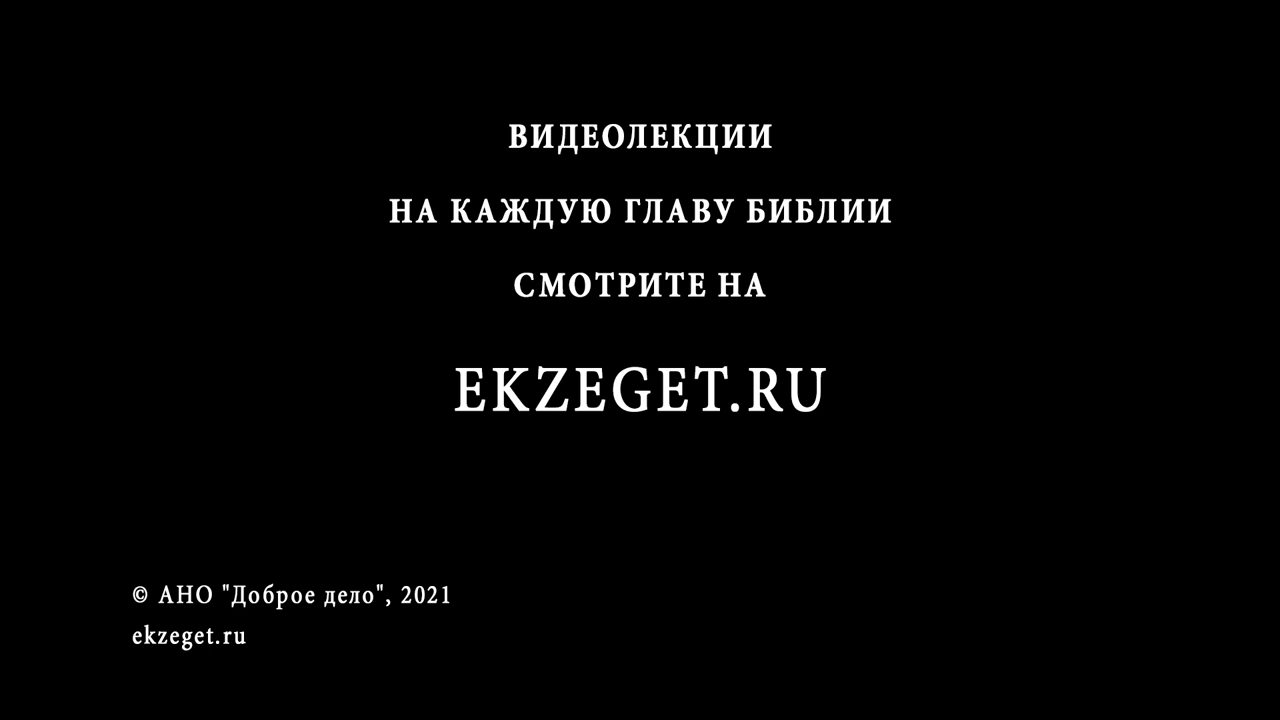 ВИДЕОЛЕКЦИИ
НА КАЖДУЮ ГЛАВУ БИБЛИИ
СМОТРИТЕ НА
EKZEGET.RU
© АНО "Доброе дело", 2021
ekzeget.ru